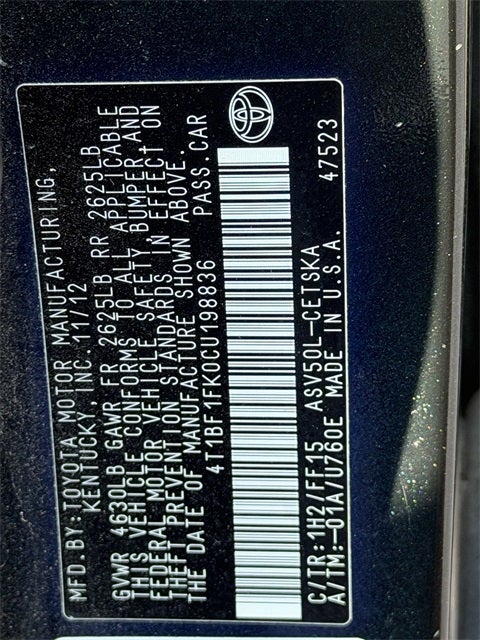 MFD.BY:TOYOTA MOTOR MANUFACTURING,
KENTUCKY, INC. 11/12
GVWR 4630LB GAWR FR 2625LB RR 2625LB
THIS VEHICLE CONFORMS TO ALL APPLICABLE
FEDERAL MOTOR VEHICLE SAFETY, BUMPER AND
THEFT PREVENTION STANDARDS IN EFFECT ON
THE DATE OF MANUFACTURE SHOWN ABOVE.
4T1BF1FK0CU198836 PASS.CAR
C/TR:1H2/FF15 ASV50L-CETSKA
A/TM:-01A/U760E MADE IN U.S.A. 47523